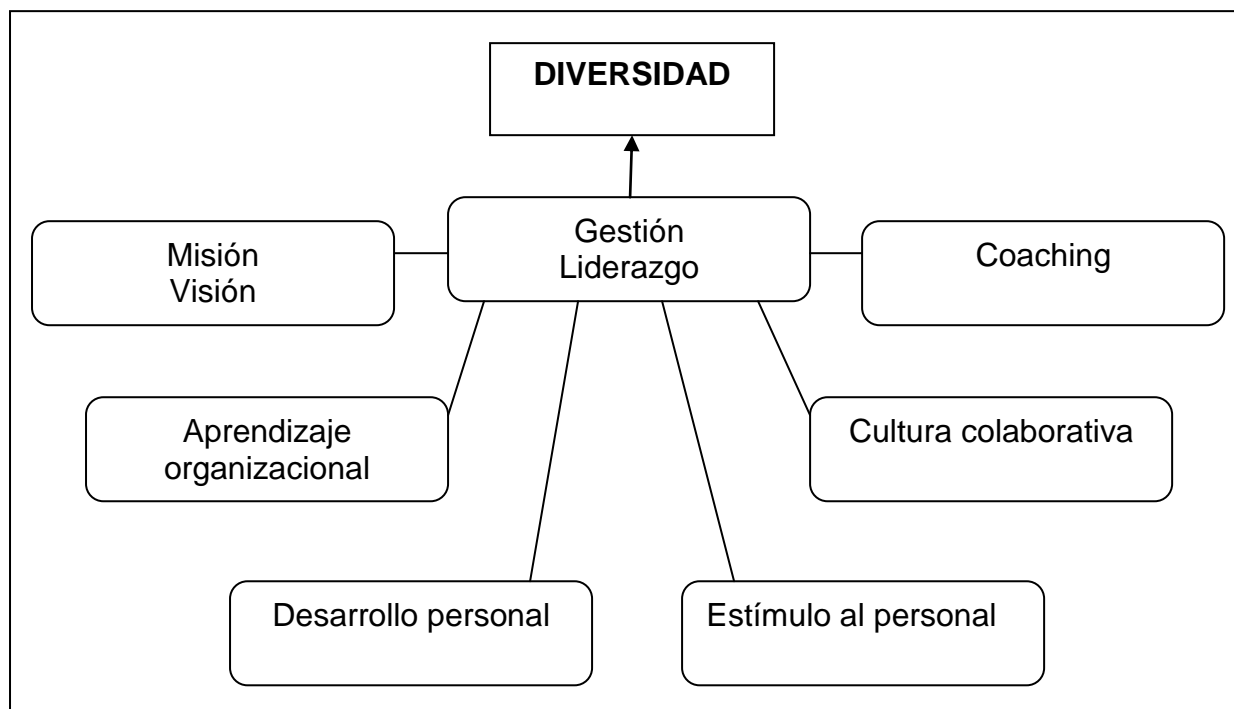 DIVERSIDAD
Gestión
Liderazgo
Misión
Visión
Coaching
Aprendizaje
organizacional
Cultura colaborativa
Desarrollo personal
Estímulo al personal